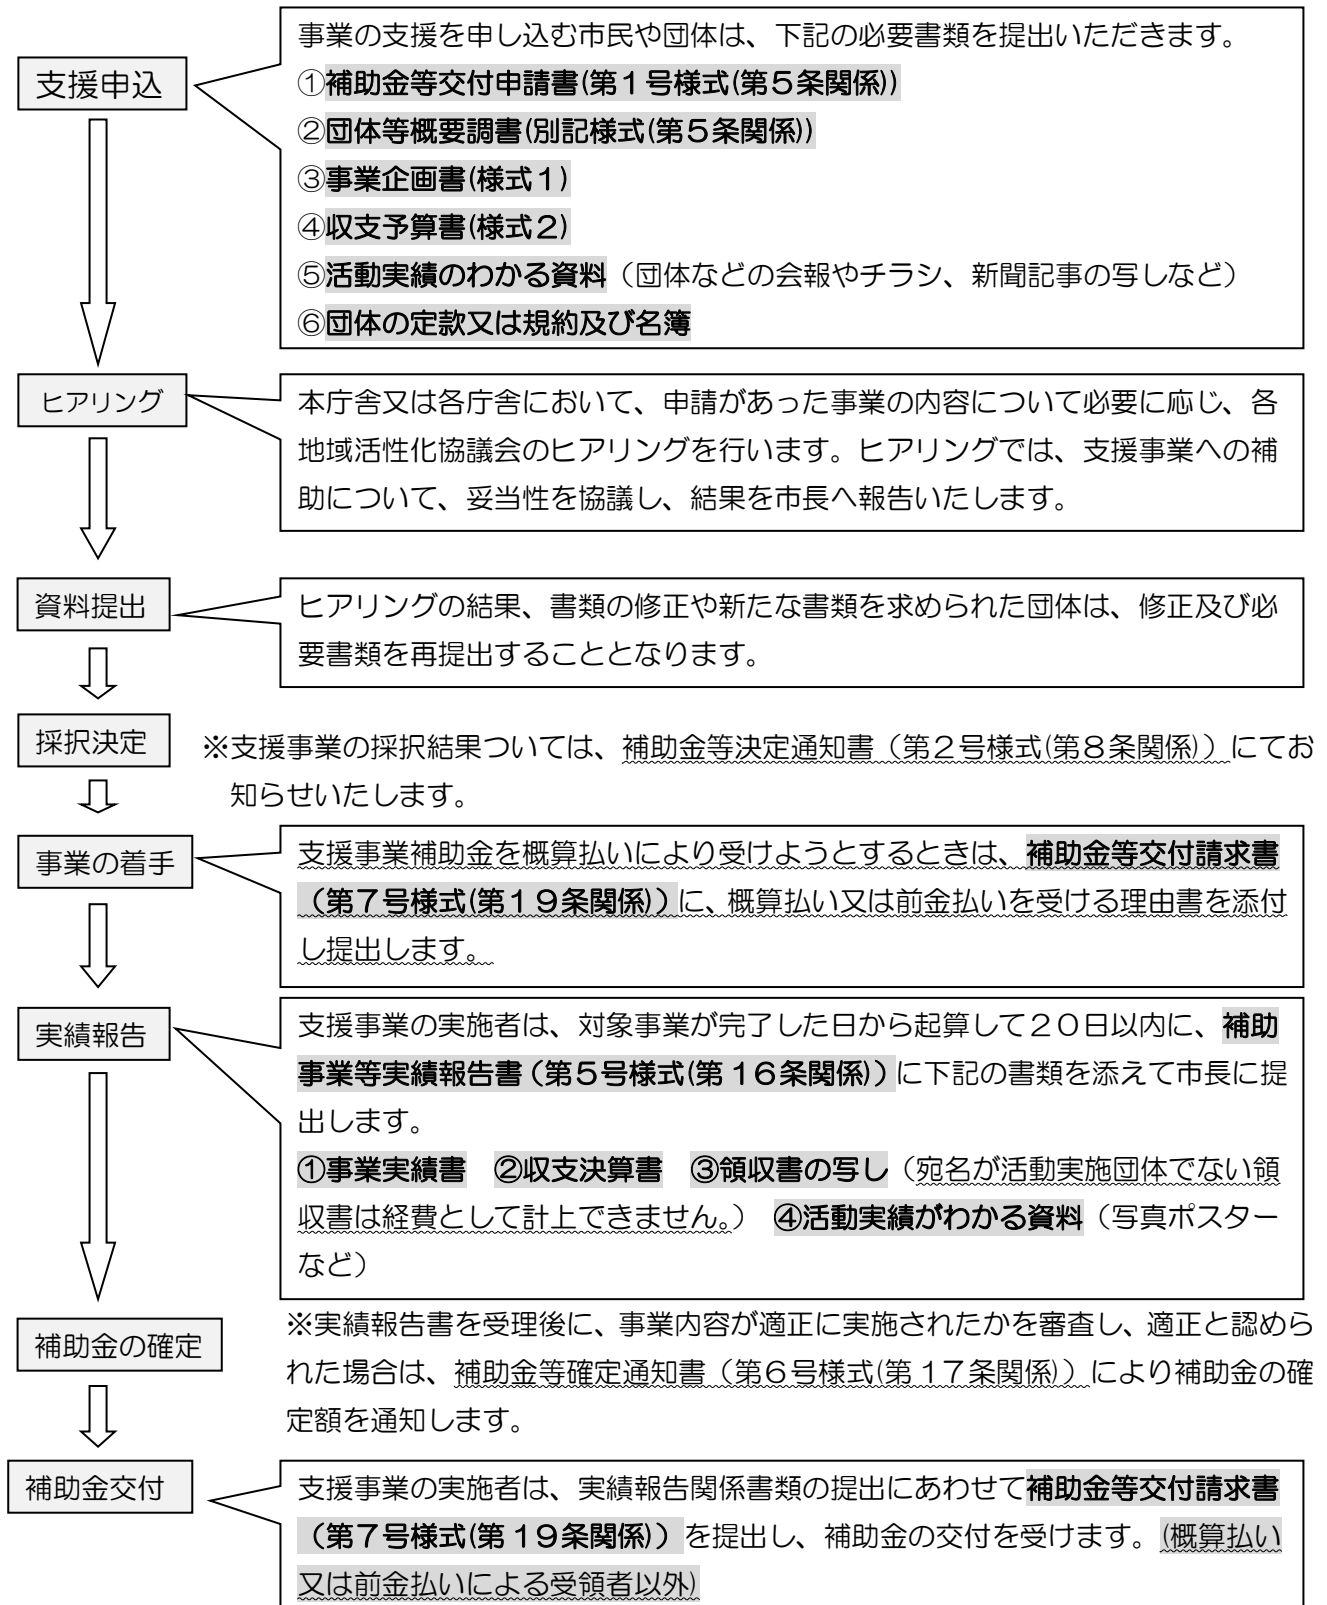 支援申込
事業の支援を申し込む市民や団体は、下記の必要書類を提出いただきます。
①補助金等交付申請書(第１号様式(第５条関係))
②団体等概要調書(別記様式(第５条関係))
③事業企画書(様式１)
④収支予算書(様式２)
⑤活動実績のわかる資料（団体などの会報やチラシ、新聞記事の写しなど）
⑥団体の定款又は規約及び名簿
ヒアリング
本庁舎又は各庁舎において、申請があった事業の内容について必要に応じ、各
地域活性化協議会のヒアリングを行います。ヒアリングでは、支援事業への補
助について、妥当性を協議し、結果を市長へ報告いたします。
資料提出
ヒアリングの結果、書類の修正や新たな書類を求められた団体は、修正及び必
要書類を再提出することとなります。
採択決定
※支援事業の採択結果ついては、補助金等決定通知書（第２号様式(第８条関係)）にてお
知らせいたします。
事業の着手
支援事業補助金を概算払いにより受けようとするときは、補助金等交付請求書
（第７号様式(第１９条関係)）に、概算払い又は前金払いを受ける理由書を添付
し提出します。
実績報告
支援事業の実施者は、対象事業が完了した日から起算して２０日以内に、補助
事業等実績報告書（第５号様式(第１６条関係)）に下記の書類を添えて市長に提
出します。
①事業実績書　②収支決算書　③領収書の写し（宛名が活動実施団体でない領
収書は経費として計上できません。）　④活動実績がわかる資料（写真ポスター
など）
補助金の確定
※実績報告書を受理後に、事業内容が適正に実施されたかを審査し、適正と認めら
れた場合は、補助金等確定通知書（第６号様式(第１７条関係)）により補助金の確
定額を通知します。
補助金交付
支援事業の実施者は、実績報告関係書類の提出にあわせて補助金等交付請求書
（第７号様式(第１９条関係)）を提出し、補助金の交付を受けます。(概算払い
又は前金払いによる受領者以外)